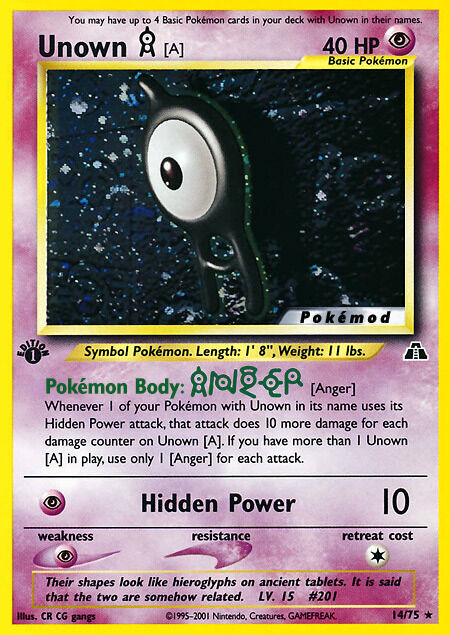 You may have up to 4 Basic Pokémon cards in your deck with Unown in their names.
Unown A [A] 40 HP
Basic Pokémon
Pokémod
EDITION 1
Symbol Pokémon. Length: 1' 8", Weight: 11 lbs.
Pokémon Body: ANGER [Anger]
Whenever 1 of your Pokémon with Unown in its name uses its
Hidden Power attack, that attack does 10 more damage for each
damage counter on Unown [A]. If you have more than 1 Unown
[A] in play, use only 1 [Anger] for each attack.
Hidden Power 10
weakness resistance retreat cost
Their shapes look like hieroglyphs on ancient tablets. It is said
that the two are somehow related. LV. 15 #201
Illus. CR CG gangs ©1995-2001 Nintendo, Creatures, GAMEFREAK. 14/75 ★